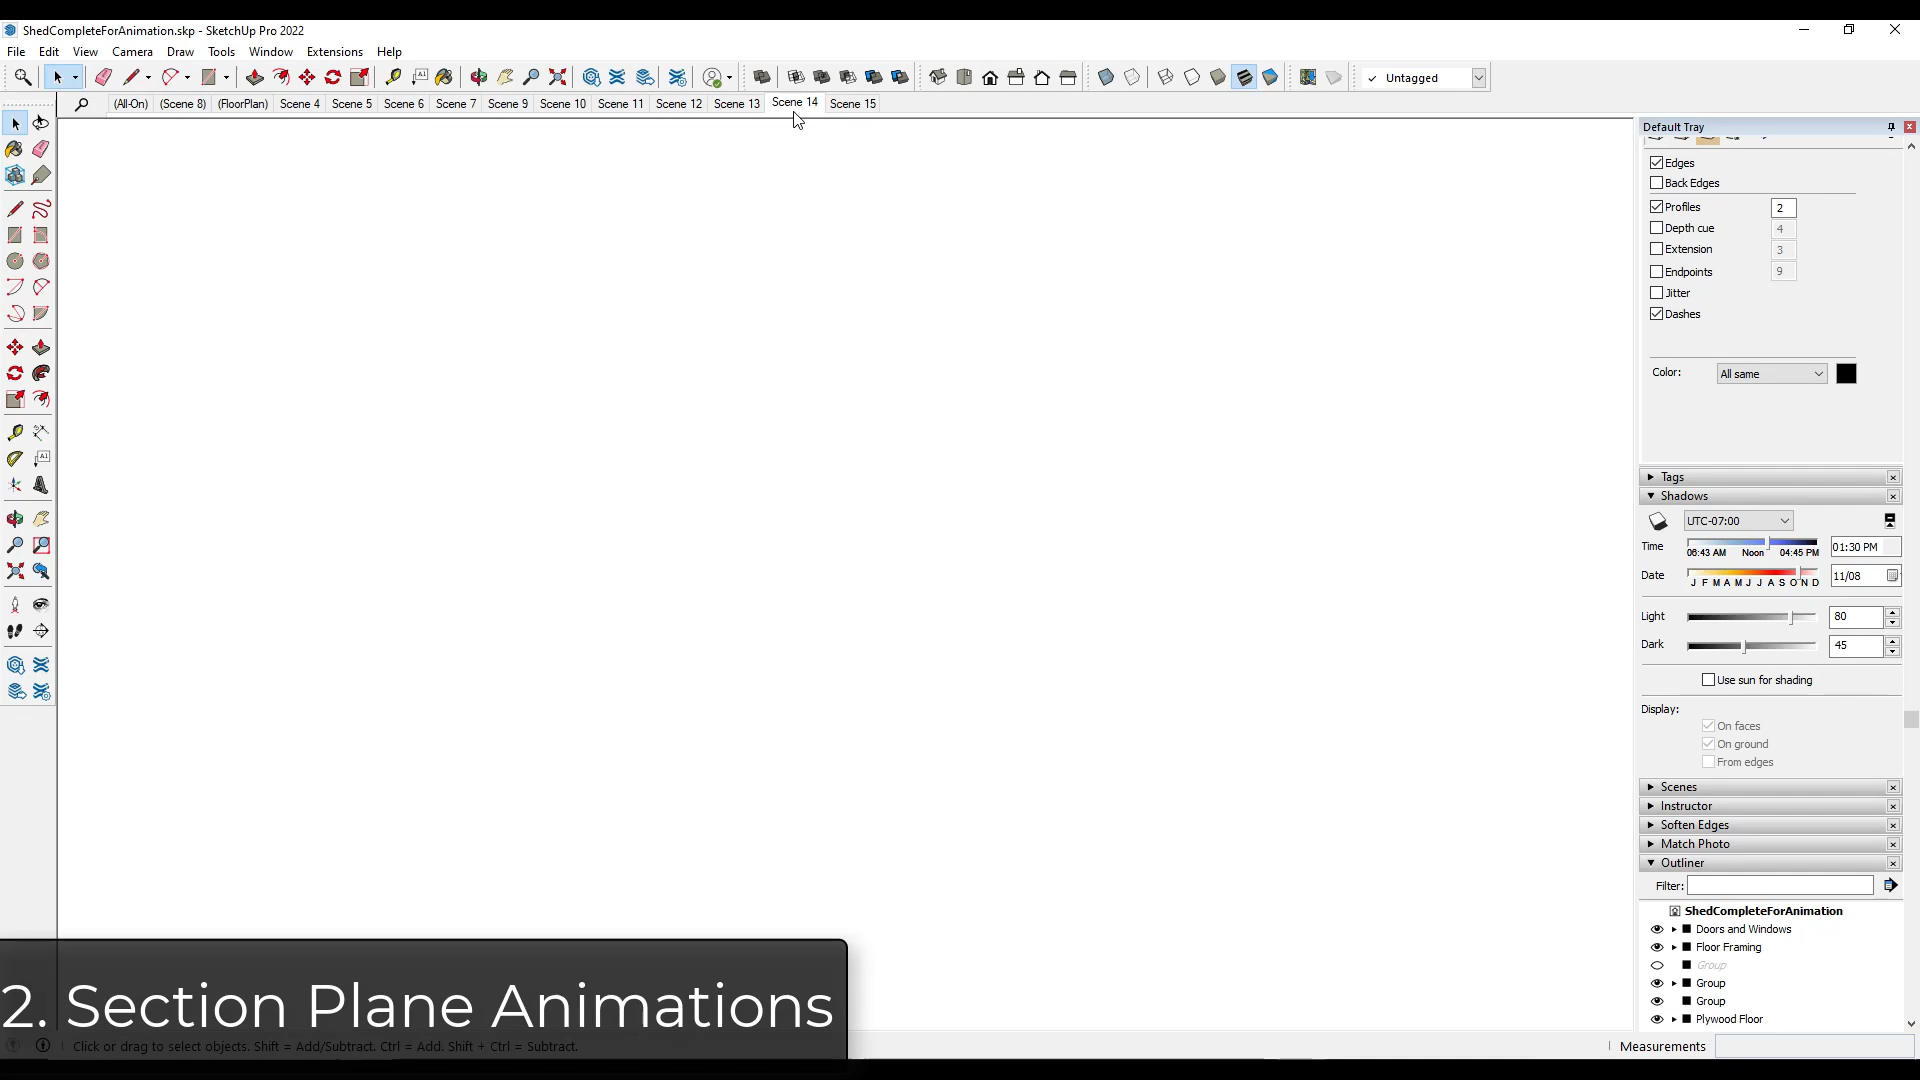 ShedCompleteForAnimation.skp - SketchUp Pro 2022
File Edit View Camera Draw Tools Window Extensions Help
A1 ✓ Untagged
(All-On) (Scene 8) (FloorPlan) Scene 4 Scene 5 Scene 6 Scene 7 Scene 9 Scene 10 Scene 11 Scene 12 Scene 13 Scene 14 Scene 15
Default Tray
Edges
Back Edges
Profiles 2
Depth cue 4
Extension 3
Endpoints 9
Jitter
Dashes
Color: All same
A1
Tags
Shadows
UTC-07:00
Time 06:43 AM Noon 04:45 PM 01:30 PM
Date J F M A M J J A S O N D 11/08
Light 80
Dark 45
Use sun for shading
Display:
On faces
On ground
From edges
Scenes
Instructor
Soften Edges
Match Photo
Outliner
Filter:
ShedCompleteForAnimation
Doors and Windows
Floor Framing
Group
Group
Group
Plywood Floor
2. Section Plane Animations
Click or drag to select objects. Shift = Add/Subtract. Ctrl = Add. Shift + Ctrl = Subtract.
Measurements